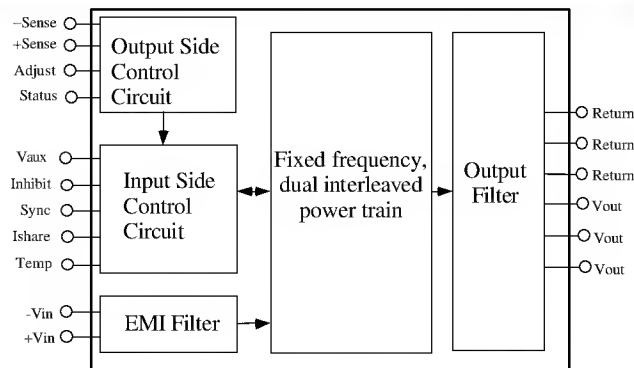 –Sense
+Sense
Adjust
Status
Output Side
Control
Circuit
Vaux
Inhibit
Sync
Ishare
Temp
Input Side
Control
Circuit
-Vin
+Vin
EMI Filter
Fixed frequency,
dual interleaved
power train
Output
Filter
Return
Return
Return
Vout
Vout
Vout